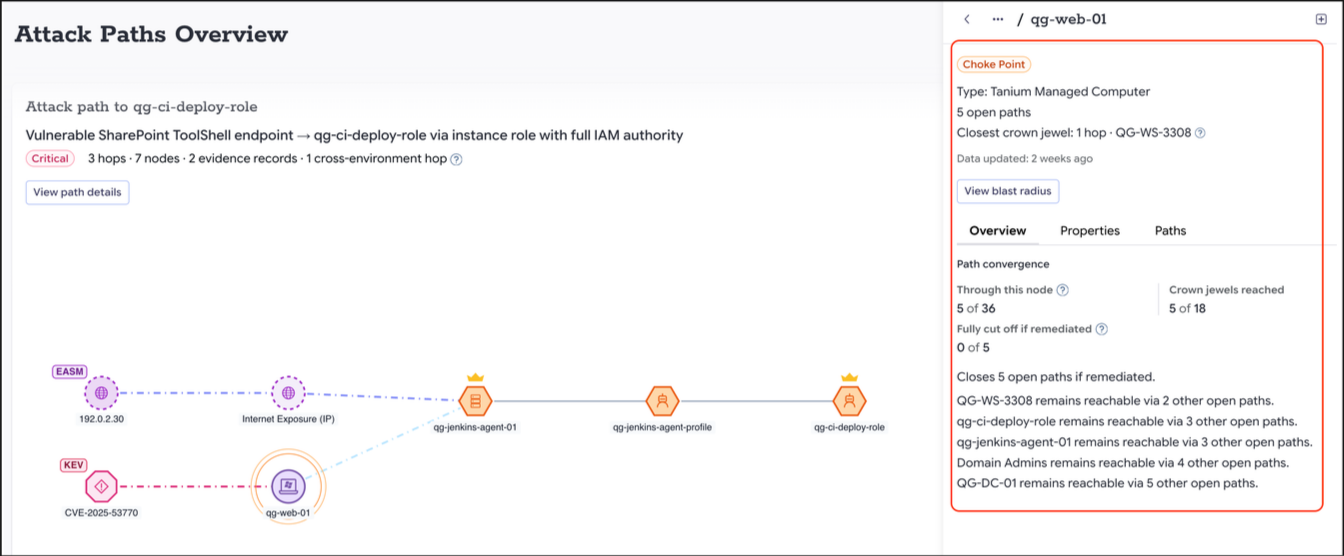 Attack Paths Overview
Attack path to qg-ci-deploy-role
Vulnerable SharePoint ToolShell endpoint → qg-ci-deploy-role via instance role with full IAM authority
Critical 3 hops · 7 nodes · 2 evidence records · 1 cross-environment hop ?
View path details
EASM
192.0.2.30
Internet Exposure (IP)
qg-jenkins-agent-01
qg-jenkins-agent-profile
qg-ci-deploy-role
KEV
CVE-2025-53770
qg-web-01
··· / qg-web-01
Choke Point
Type: Tanium Managed Computer
5 open paths
Closest crown jewel: 1 hop · QG-WS-3308 ?
Data updated: 2 weeks ago
View blast radius
Overview Properties Paths
Path convergence
Through this node ? Crown jewels reached
5 of 36 5 of 18
Fully cut off if remediated ?
0 of 5
Closes 5 open paths if remediated.
QG-WS-3308 remains reachable via 2 other open paths.
qg-ci-deploy-role remains reachable via 3 other open paths.
qg-jenkins-agent-01 remains reachable via 3 other open paths.
Domain Admins remains reachable via 4 other open paths.
QG-DC-01 remains reachable via 5 other open paths.